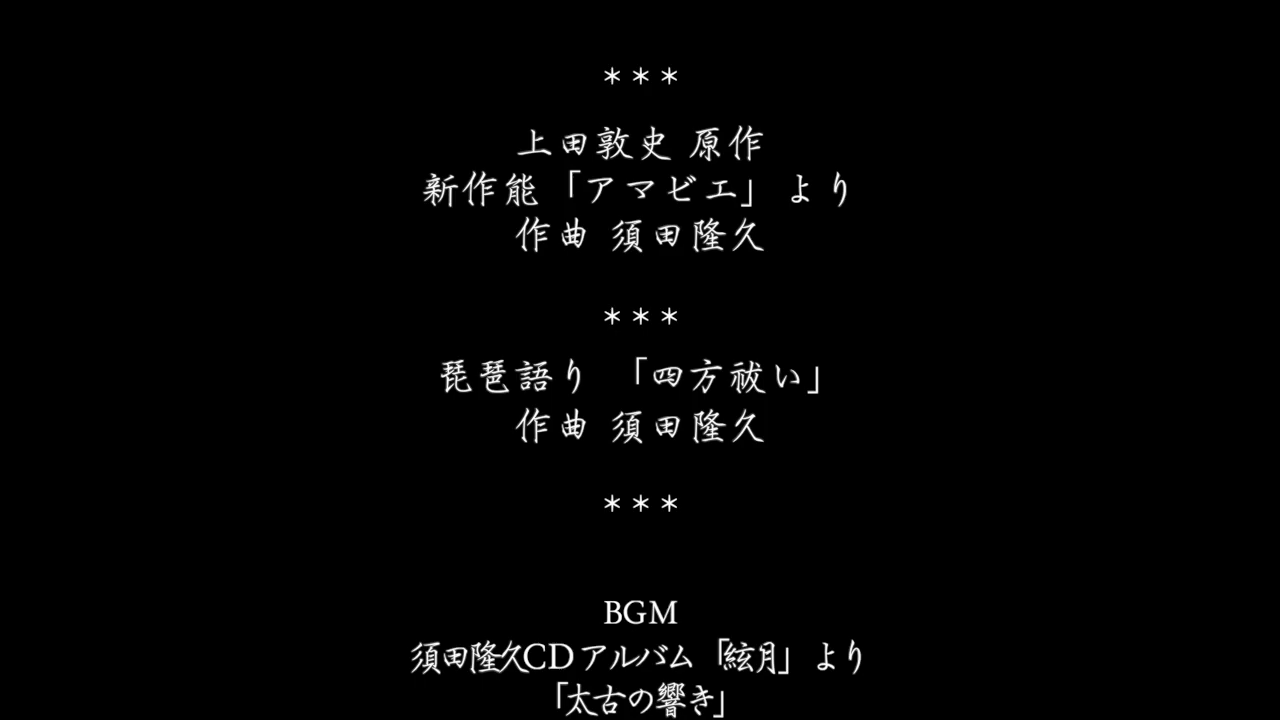 ***
上田敦史 原作
新作能「アマビエ」より
作曲 須田隆久
***
琵琶語り 「四方祓い」
作曲 須田隆久
***
BGM
須田隆久CDアルバム「絃月」より
「太古の響き」